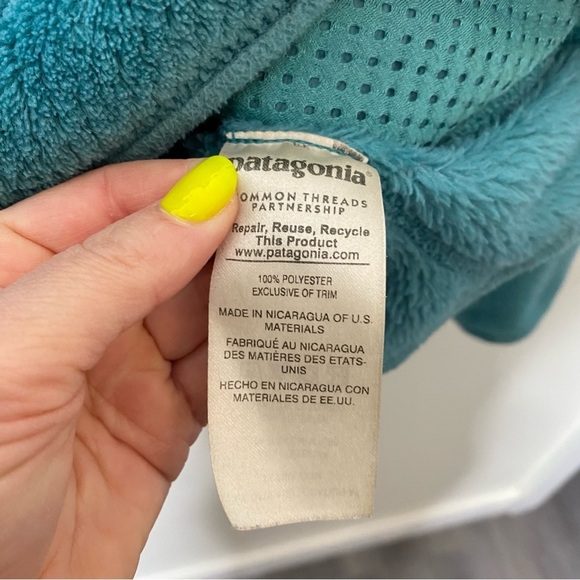 patagonia®
COMMON THREADS
PARTNERSHIP
Repair, Reuse, Recycle
This Product
www.patagonia.com
100% POLYESTER
EXCLUSIVE OF TRIM
MADE IN NICARAGUA OF U.S.
MATERIALS
FABRIQUÉ AU NICARAGUA
DES MATIÈRES DES ETATS-
UNIS
HECHO EN NICARAGUA CON
MATERIALES DE EE.UU.